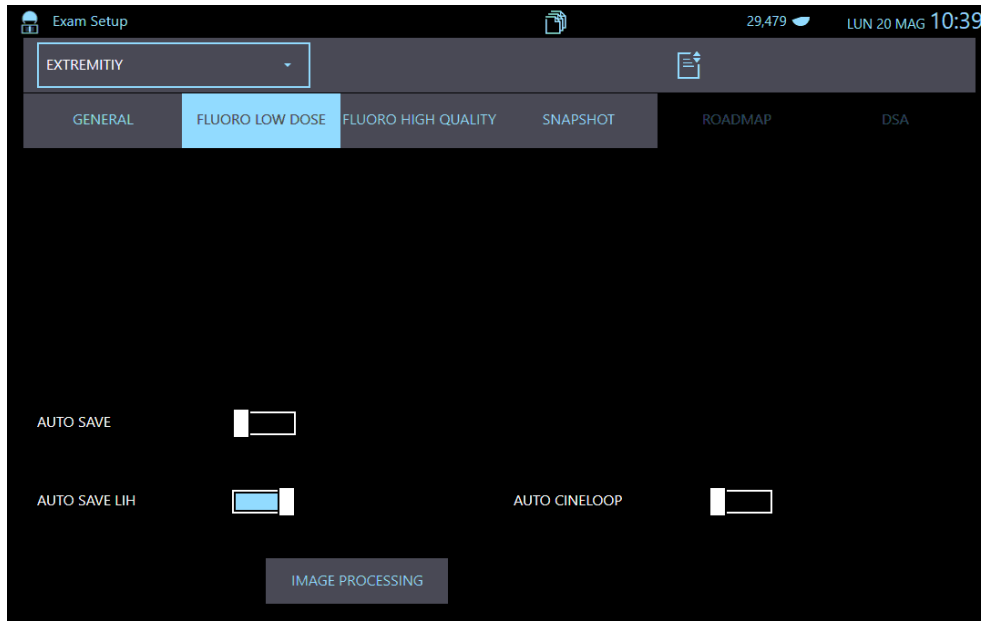 Exam Setup 29,479 LUN 20 MAG 10:39
EXTREMITIY
GENERAL FLUORO LOW DOSE FLUORO HIGH QUALITY SNAPSHOT ROADMAP DSA
AUTO SAVE
AUTO SAVE LIH AUTO CINELOOP
IMAGE PROCESSING